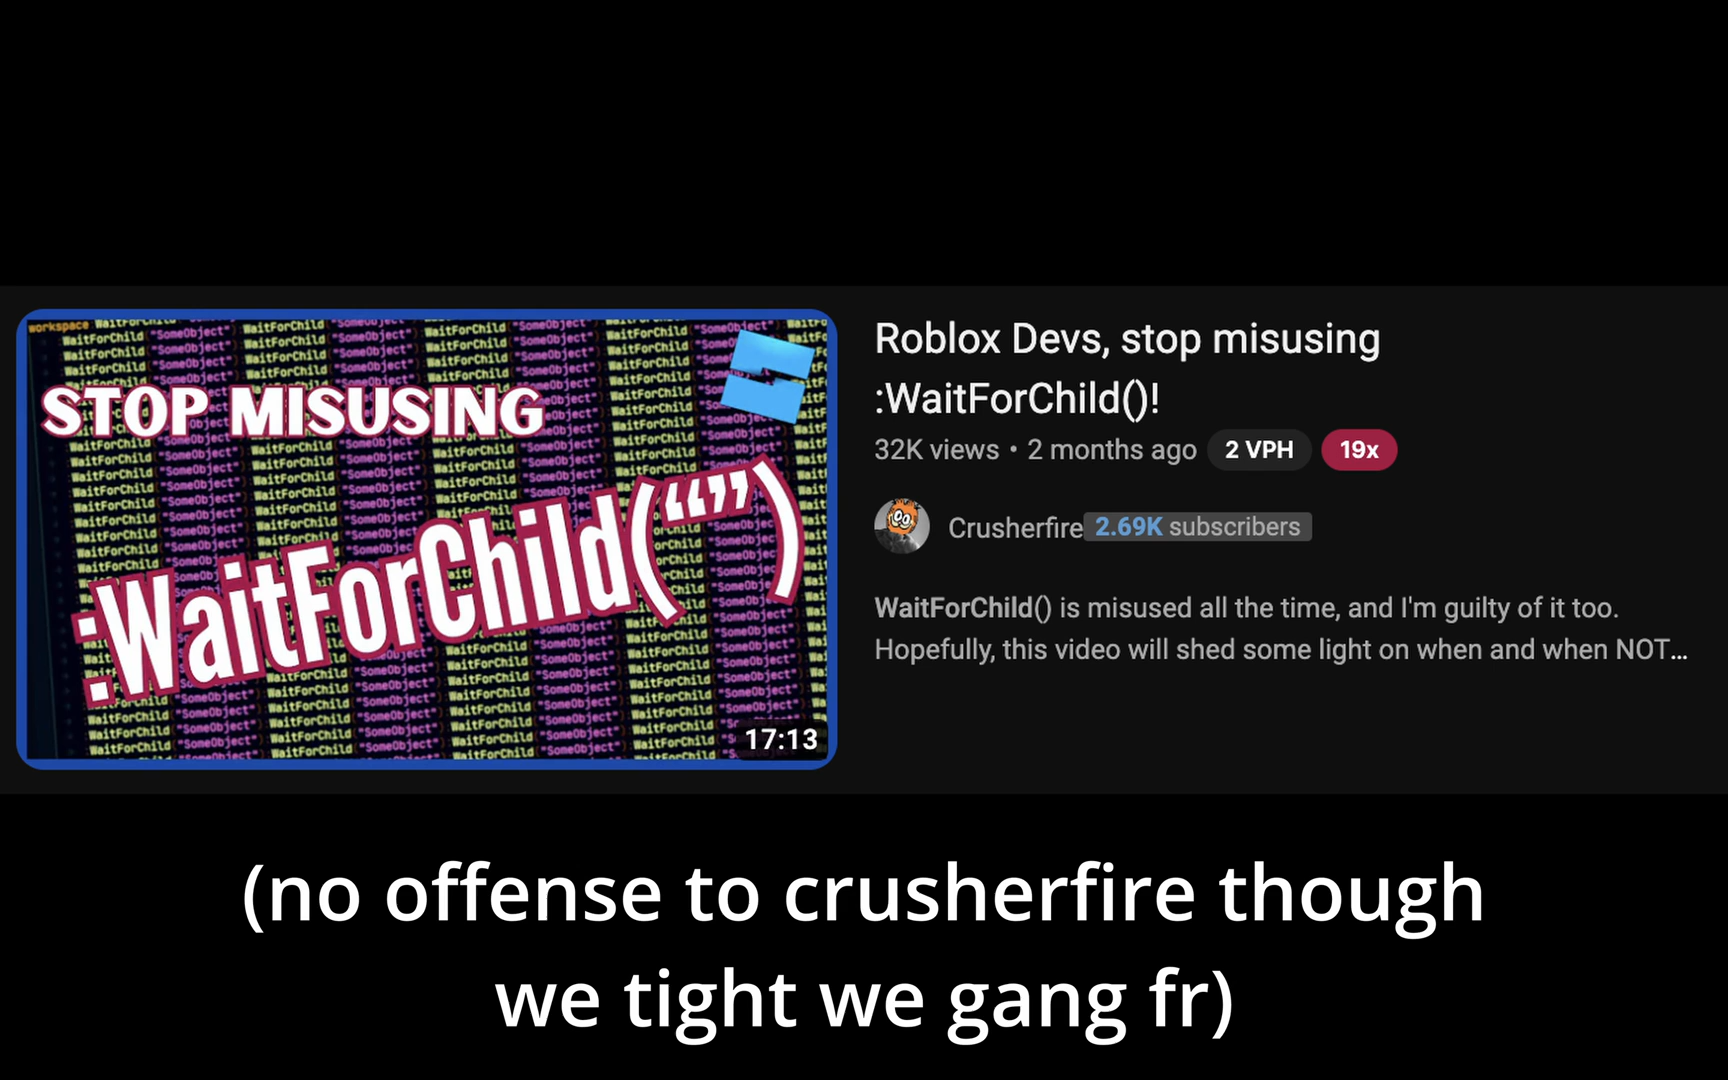 STOP MISUSING
:WaitForChild(“”)
17:13
Roblox Devs, stop misusing
:WaitForChild()!
32K views • 2 months ago 2 VPH 19x
Crusherfire 2.69K subscribers
WaitForChild() is misused all the time, and I'm guilty of it too.
Hopefully, this video will shed some light on when and when NOT...
(no offense to crusherfire though
we tight we gang fr)